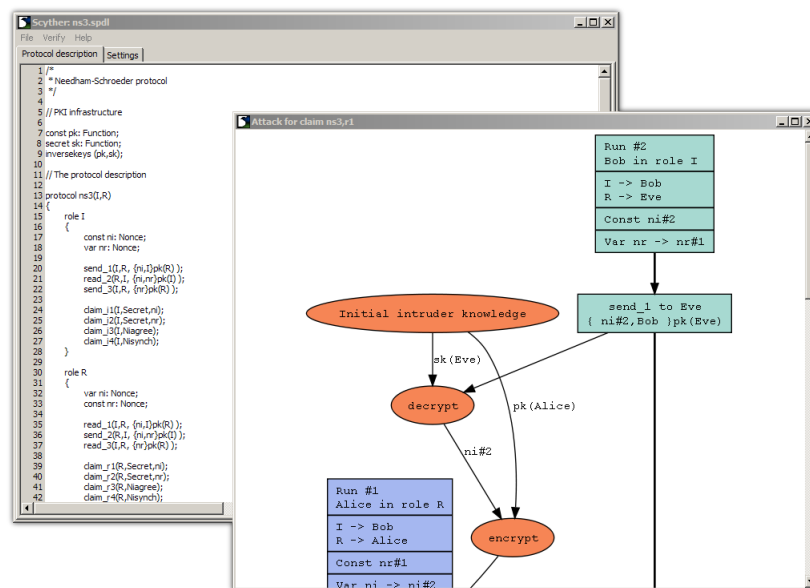 Scyther: ns3.spdl
File Verify Help
Protocol description Settings
1 /*
2 * Needham-Schroeder protocol
3 */
4
5 // PKI infrastructure
6
7 const pk: Function;
8 secret sk: Function;
9 inversekeys (pk,sk);
10
11 // The protocol description
12
13 protocol ns3(I,R)
14 {
15 role I
16 {
17 const ni: Nonce;
18 var nr: Nonce;
19
20 send_1(I,R, {ni,I}pk(R) );
21 read_2(R,I, {ni,nr}pk(I) );
22 send_3(I,R, {nr}pk(R) );
23
24 claim_i1(I,Secret,ni);
25 claim_i2(I,Secret,nr);
26 claim_i3(I,Niagree);
27 claim_i4(I,Nisynch);
28 }
29
30 role R
31 {
32 var ni: Nonce;
33 const nr: Nonce;
34
35 read_1(I,R, {ni,I}pk(R) );
36 send_2(R,I, {ni,nr}pk(I) );
37 read_3(I,R, {nr}pk(R) );
38
39 claim_r1(R,Secret,ni);
40 claim_r2(R,Secret,nr);
41 claim_r3(R,Niagree);
42 claim_r4(R,Nisynch);
Attack for claim ns3,r1
Run #2
Bob in role I
I -> Bob
R -> Eve
Const ni#2
Var nr -> nr#1
send_1 to Eve
{ ni#2,Bob }pk(Eve)
Initial intruder knowledge
sk(Eve)
decrypt
pk(Alice)
ni#2
Run #1
Alice in role R
I -> Bob
R -> Alice
Const nr#1
Var ni -> ni#2
encrypt